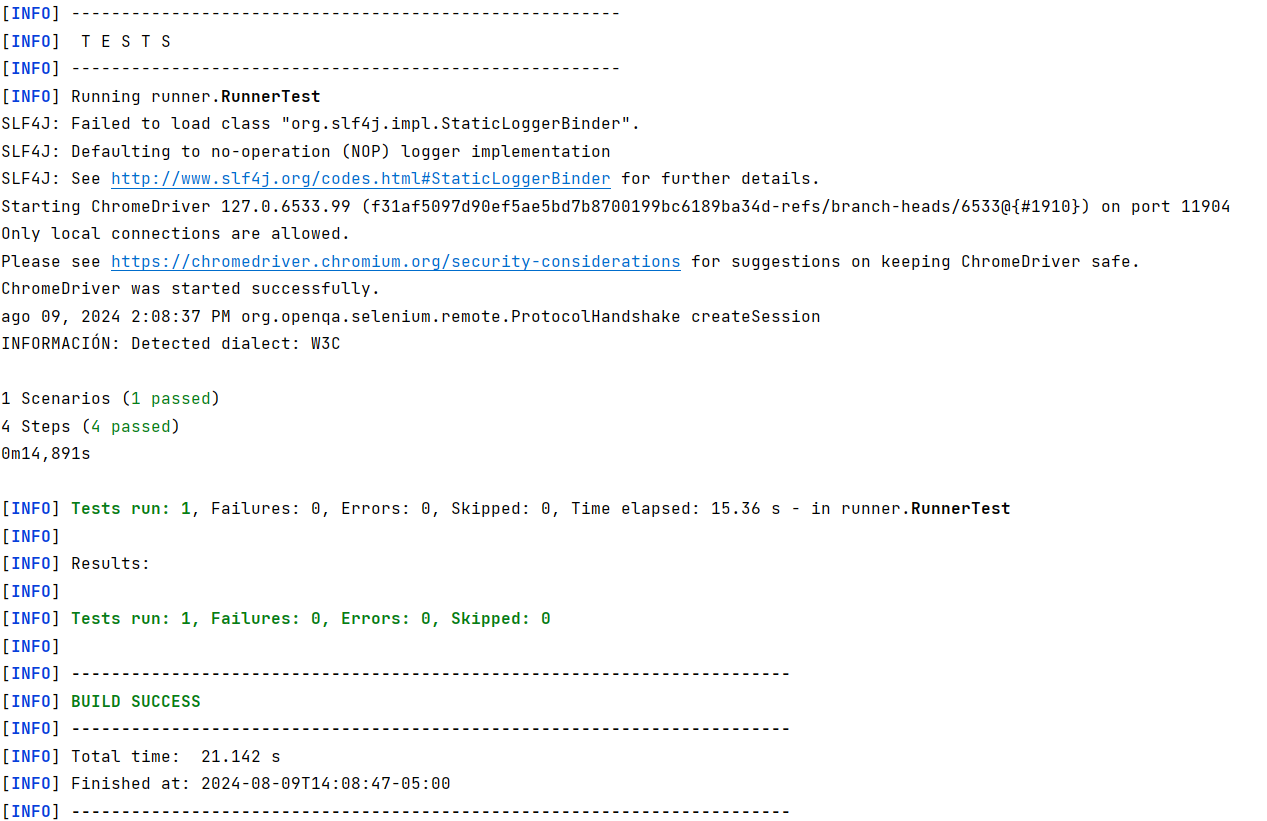 [INFO] -------------------------------------------------------
[INFO]  T E S T S
[INFO] -------------------------------------------------------
[INFO] Running runner.RunnerTest
SLF4J: Failed to load class "org.slf4j.impl.StaticLoggerBinder".
SLF4J: Defaulting to no-operation (NOP) logger implementation
SLF4J: See http://www.slf4j.org/codes.html#StaticLoggerBinder for further details.
Starting ChromeDriver 127.0.6533.99 (f31af5097d90ef5ae5bd7b8700199bc6189ba34d-refs/branch-heads/6533@{#1910}) on port 11904
Only local connections are allowed.
Please see https://chromedriver.chromium.org/security-considerations for suggestions on keeping ChromeDriver safe.
ChromeDriver was started successfully.
ago 09, 2024 2:08:37 PM org.openqa.selenium.remote.ProtocolHandshake createSession
INFORMACIÓN: Detected dialect: W3C

1 Scenarios (1 passed)
4 Steps (4 passed)
0m14,891s

[INFO] Tests run: 1, Failures: 0, Errors: 0, Skipped: 0, Time elapsed: 15.36 s - in runner.RunnerTest
[INFO]
[INFO] Results:
[INFO]
[INFO] Tests run: 1, Failures: 0, Errors: 0, Skipped: 0
[INFO]
[INFO] ------------------------------------------------------------------------
[INFO] BUILD SUCCESS
[INFO] ------------------------------------------------------------------------
[INFO] Total time:  21.142 s
[INFO] Finished at: 2024-08-09T14:08:47-05:00
[INFO] ------------------------------------------------------------------------